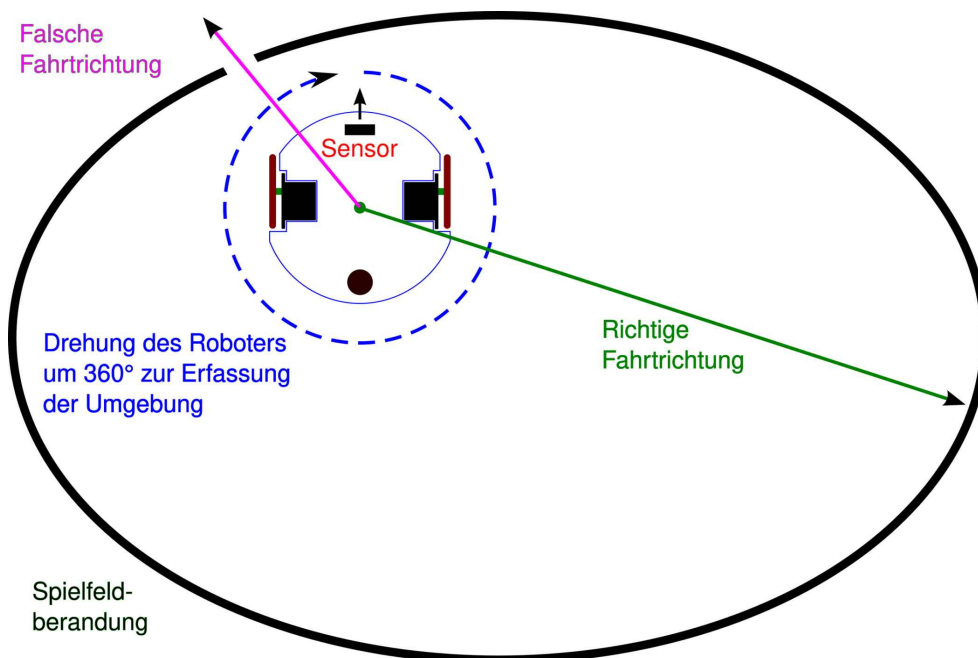 Falsche
Fahrtrichtung
Sensor
Richtige
Fahrtrichtung
Drehung des Roboters
um 360° zur Erfassung
der Umgebung
Spielfeld-
berandung